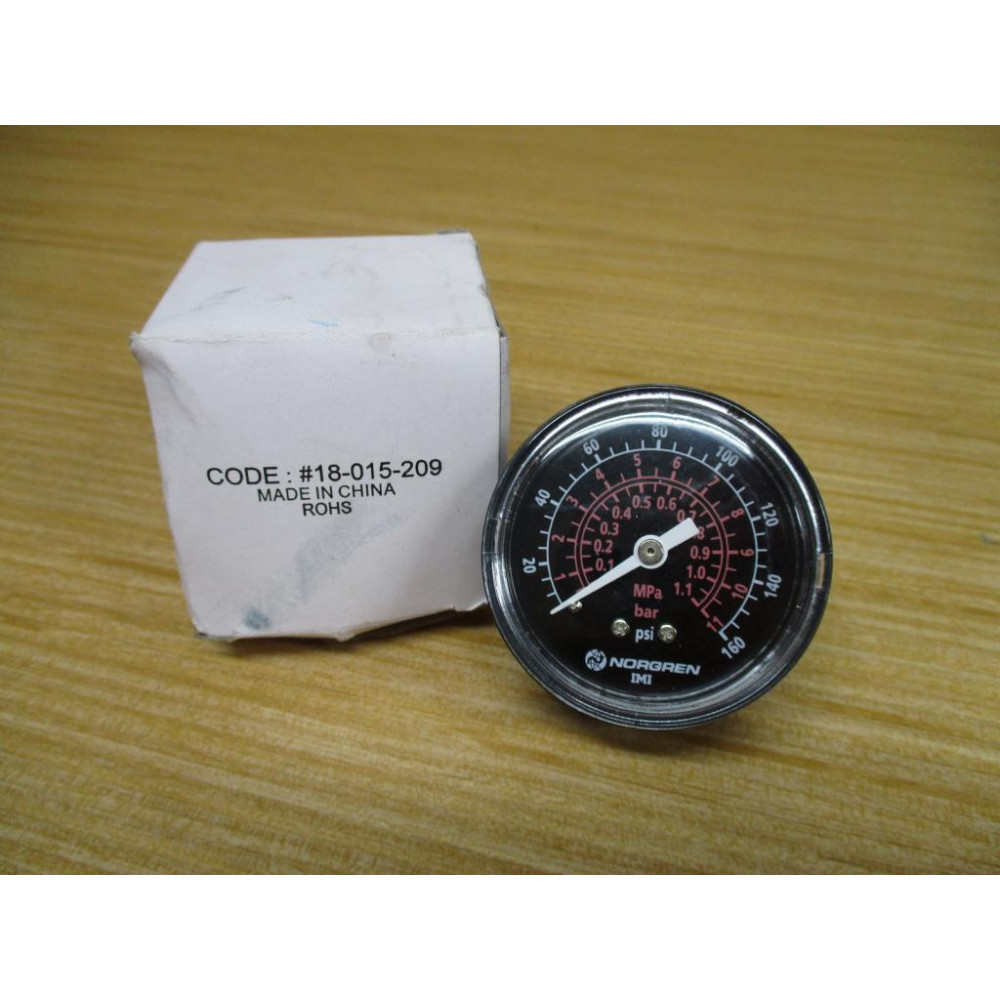 CODE : #18-015-209
MADE IN CHINA
ROHS
20 40 60 80 100 120 140 160
1 2 3 4 5 6 7 8 9 10 11
0.1 0.2 0.3 0.4 0.5 0.6 0.7 0.9 1.0 1.1
MPa
bar
psi
NORGREN
IMI